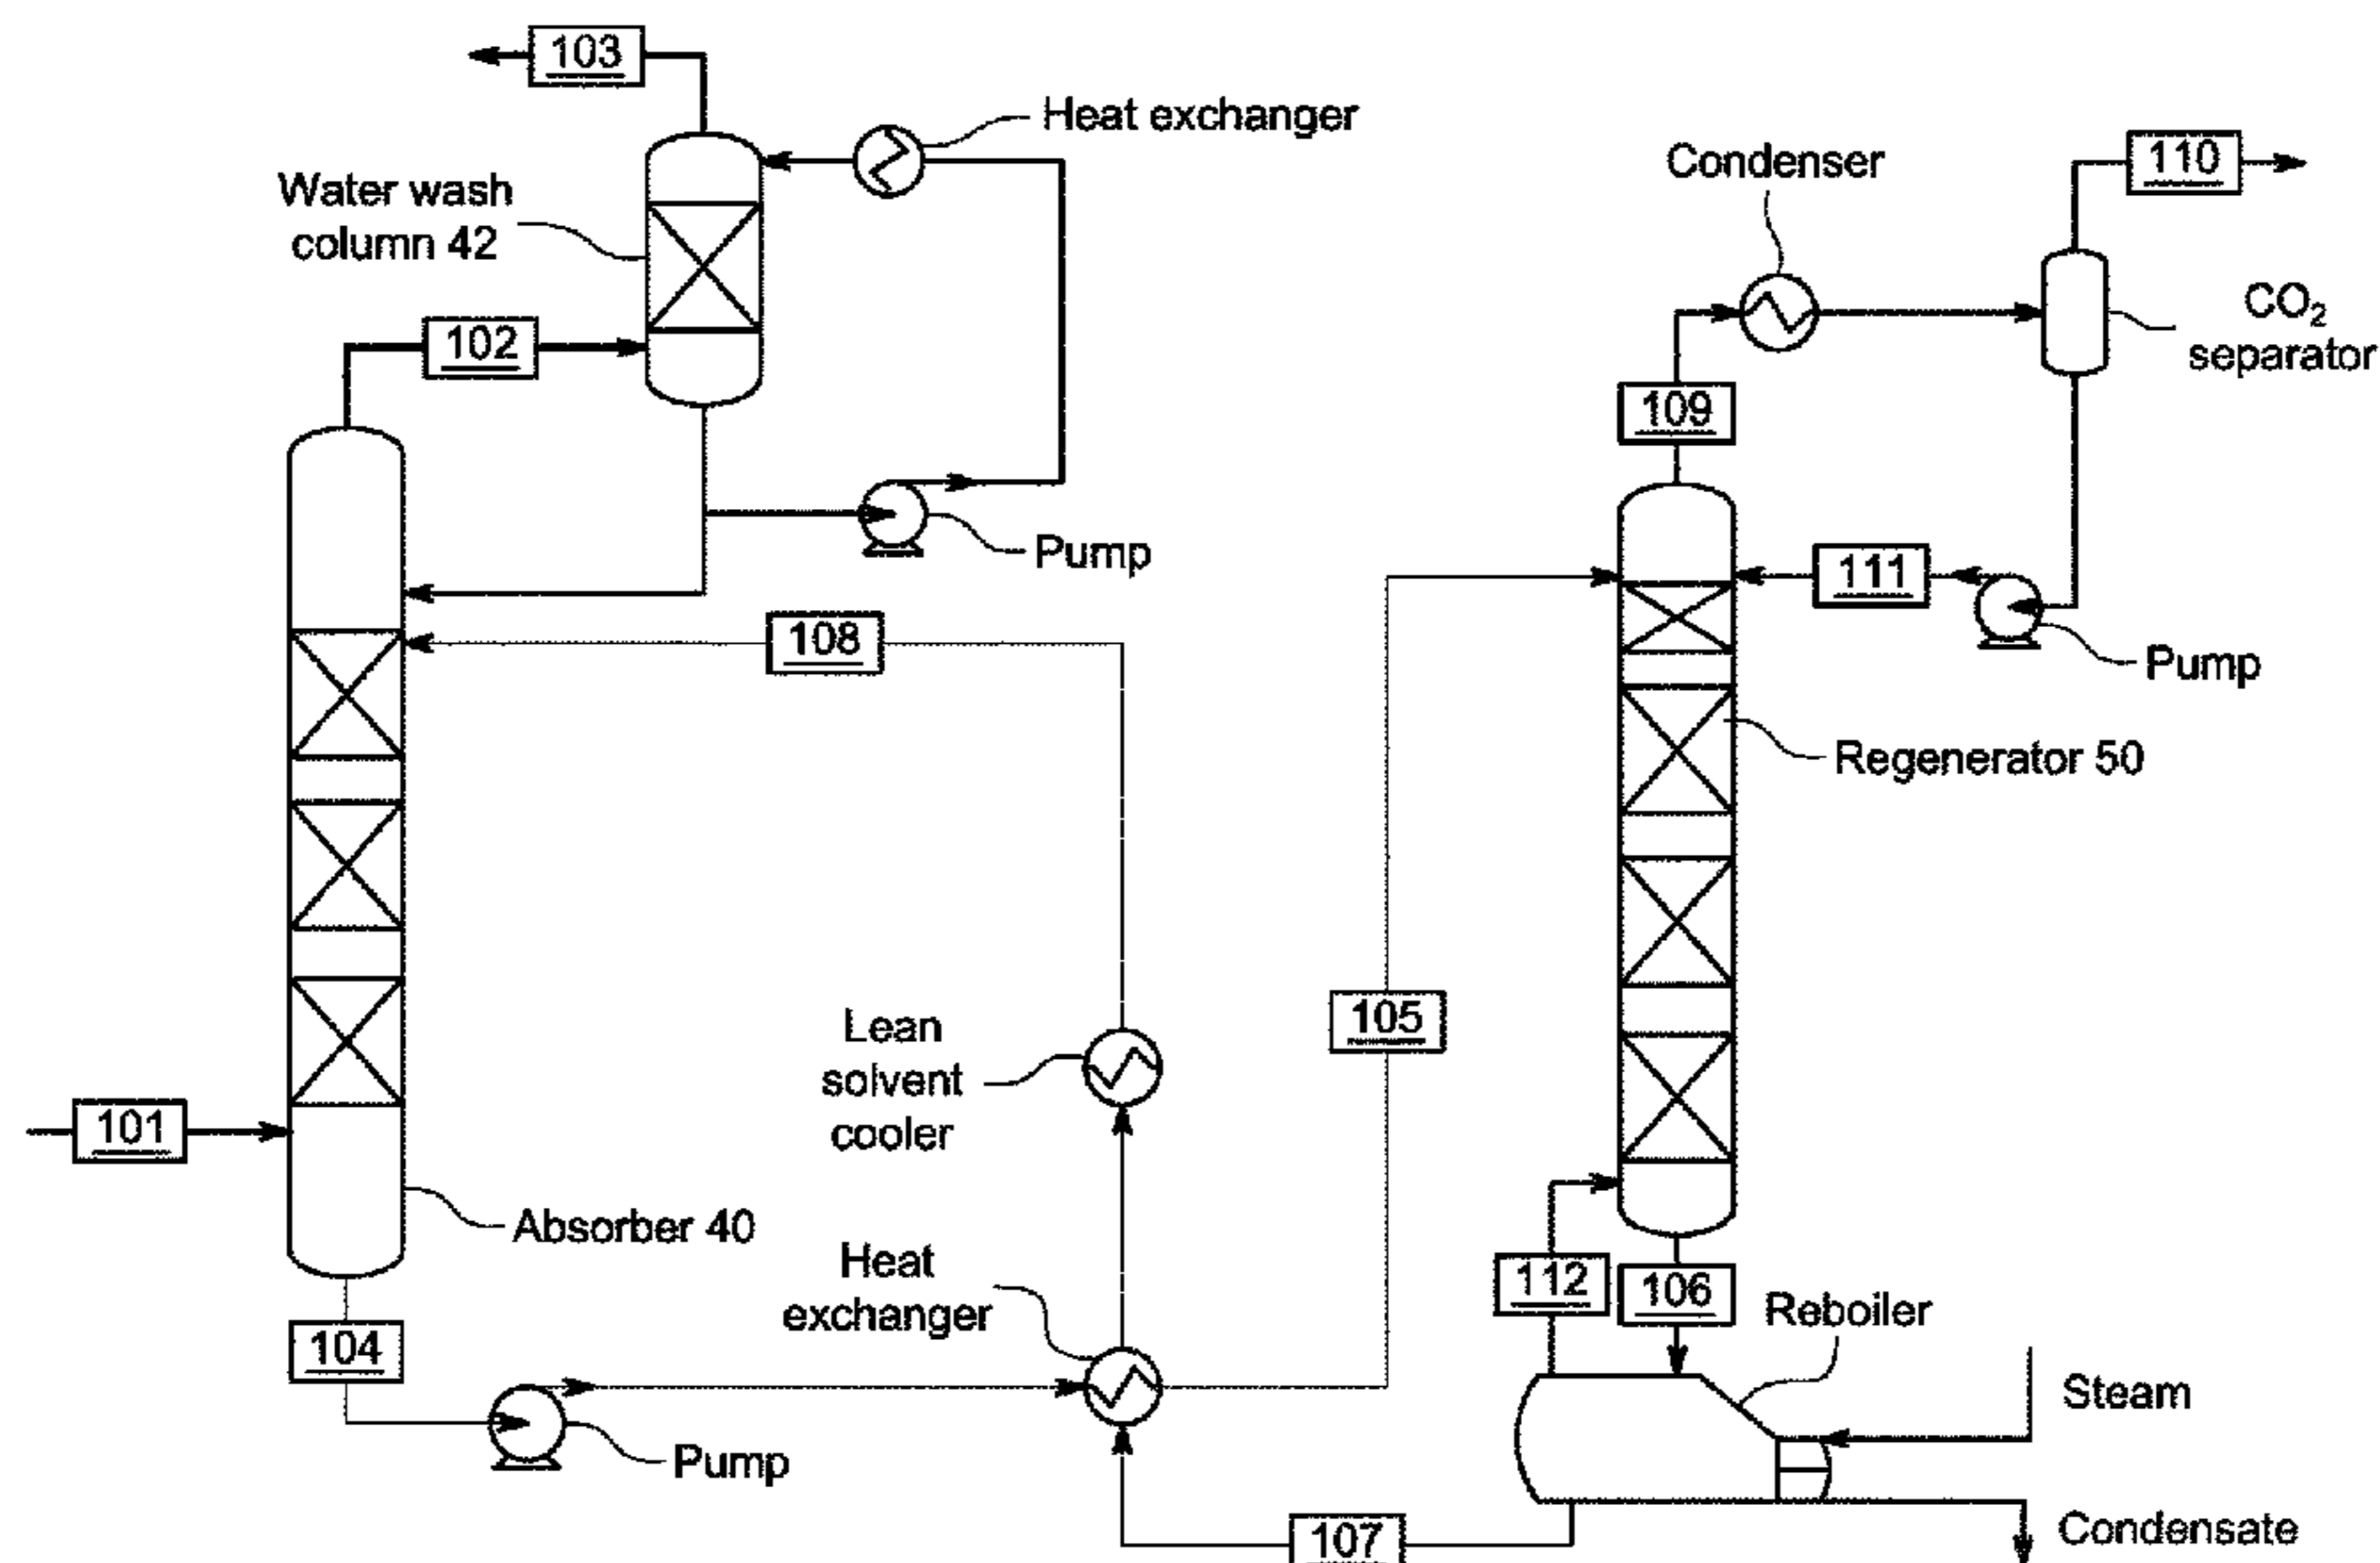 103
Heat exchanger
Water wash
column 42
102
Pump
108
Lean
solvent
cooler
101
Absorber 40
Heat
exchanger
104
Pump
105
107
Condenser
110
CO₂
separator
109
111
Pump
Regenerator 50
112
106
Reboiler
Steam
Condensate